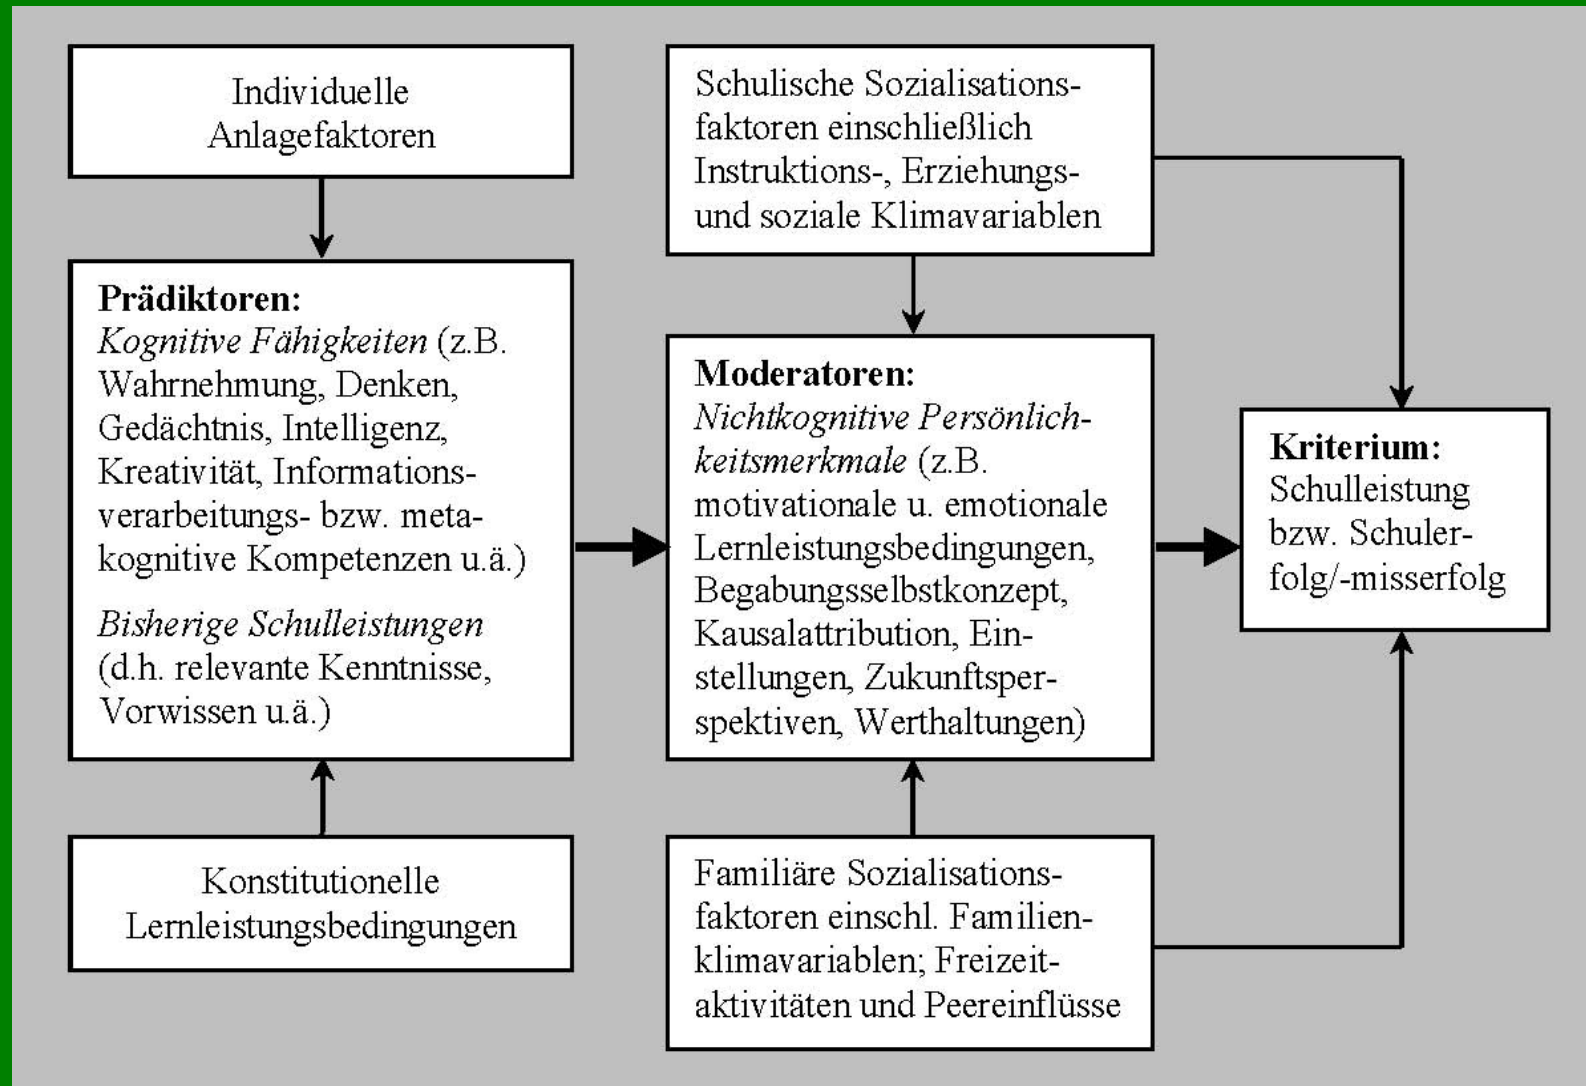 Individuelle
Anlagefaktoren
Prädiktoren:
Kognitive Fähigkeiten (z.B.
Wahrnehmung, Denken,
Gedächtnis, Intelligenz,
Kreativität, Informations-
verarbeitungs- bzw. meta-
kognitive Kompetenzen u.ä.)
Bisherige Schulleistungen
(d.h. relevante Kenntnisse,
Vorwissen u.ä.)
Konstitutionelle
Lernleistungsbedingungen
Schulische Sozialisations-
faktoren einschließlich
Instruktions-, Erziehungs-
und soziale Klimavariablen
Moderatoren:
Nichtkognitive Persönlich-
keitsmerkmale (z.B.
motivationale u. emotionale
Lernleistungsbedingungen,
Begabungsselbstkonzept,
Kausalattribution, Ein-
stellungen, Zukunftsper-
spektiven, Werthaltungen)
Familiäre Sozialisations-
faktoren einschl. Familien-
klimavariablen; Freizeit-
aktivitäten und Peereinflüsse
Kriterium:
Schulleistung
bzw. Schuler-
folg/-misserfolg